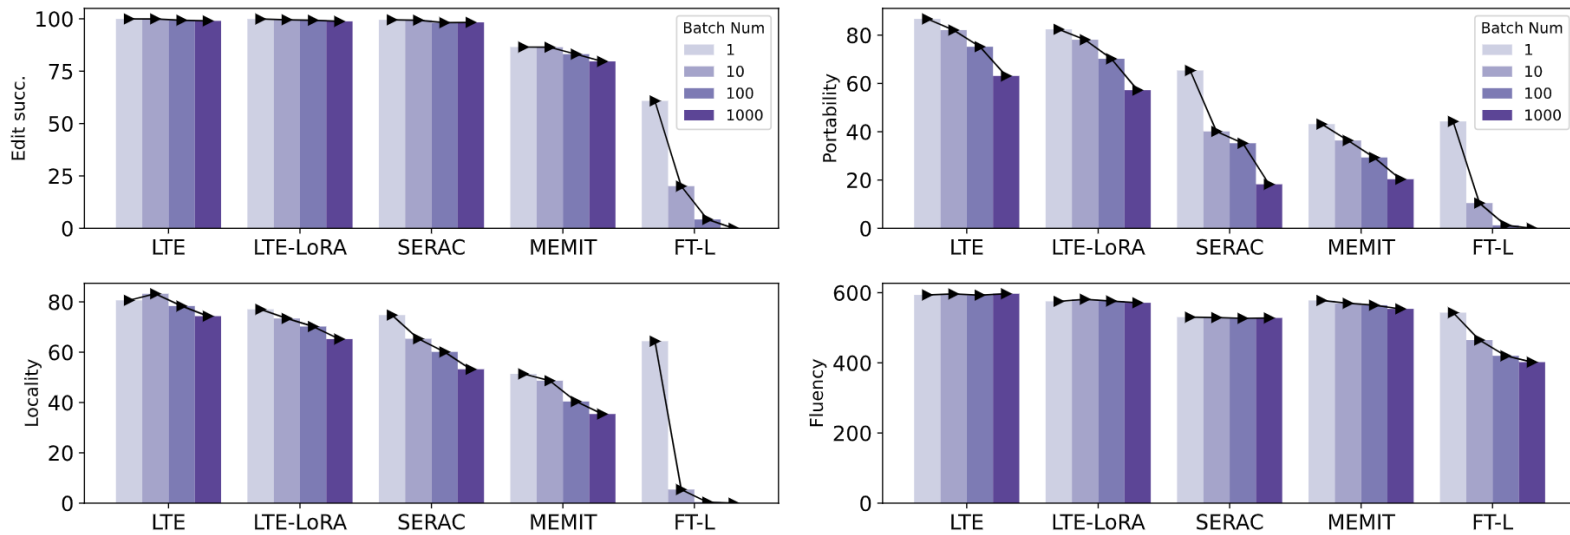 Edit succ.
100
75
50
25
0
LTE
LTE-LoRA
SERAC
MEMIT
FT-L
Batch Num
1
10
100
1000
Portability
80
60
40
20
0
LTE
LTE-LoRA
SERAC
MEMIT
FT-L
Batch Num
1
10
100
1000
Locality
80
60
40
20
0
LTE
LTE-LoRA
SERAC
MEMIT
FT-L
Fluency
600
400
200
0
LTE
LTE-LoRA
SERAC
MEMIT
FT-L